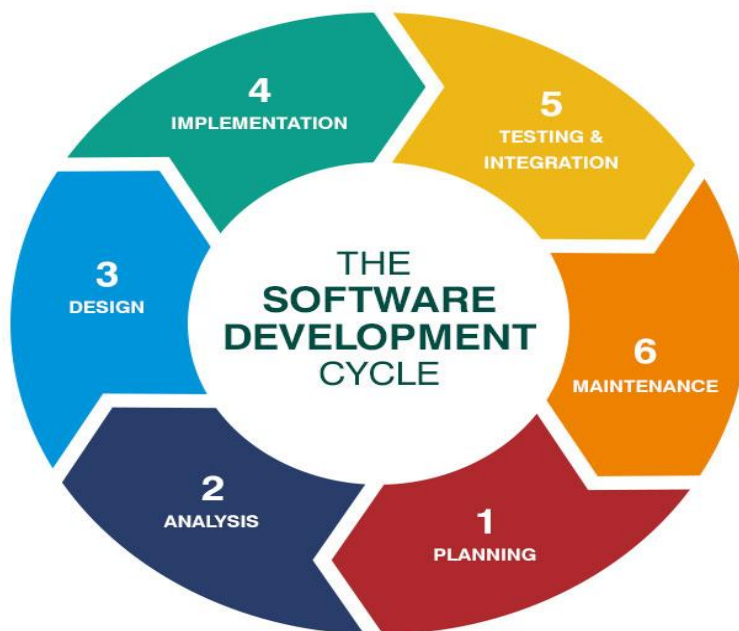 THE
SOFTWARE
DEVELOPMENT
CYCLE
1
PLANNING
2
ANALYSIS
3
DESIGN
4
IMPLEMENTATION
5
TESTING &
INTEGRATION
6
MAINTENANCE